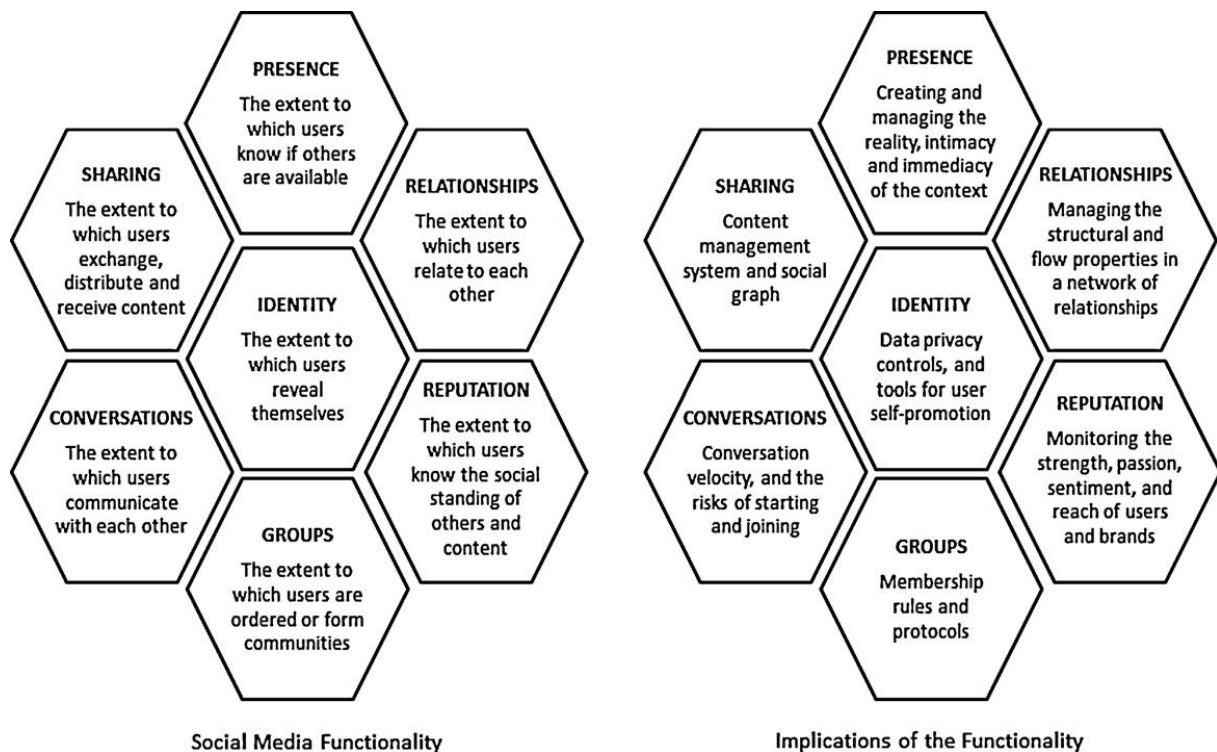 PRESENCE
The extent to
which users
know if others
are available
SHARING
The extent to
which users
exchange,
distribute and
receive content
RELATIONSHIPS
The extent to
which users
relate to each
other
IDENTITY
The extent to
which users
reveal
themselves
CONVERSATIONS
The extent to
which users
communicate
with each other
REPUTATION
The extent to
which users
know the social
standing of
others and
content
GROUPS
The extent to
which users are
ordered or form
communities
Social Media Functionality
PRESENCE
Creating and
managing the
reality, intimacy
and immediacy
of the context
SHARING
Content
management
system and social
graph
RELATIONSHIPS
Managing the
structural and
flow properties in
a network of
relationships
IDENTITY
Data privacy
controls, and
tools for user
self-promotion
CONVERSATIONS
Conversation
velocity, and the
risks of starting
and joining
REPUTATION
Monitoring the
strength, passion,
sentiment, and
reach of users
and brands
GROUPS
Membership
rules and
protocols
Implications of the Functionality